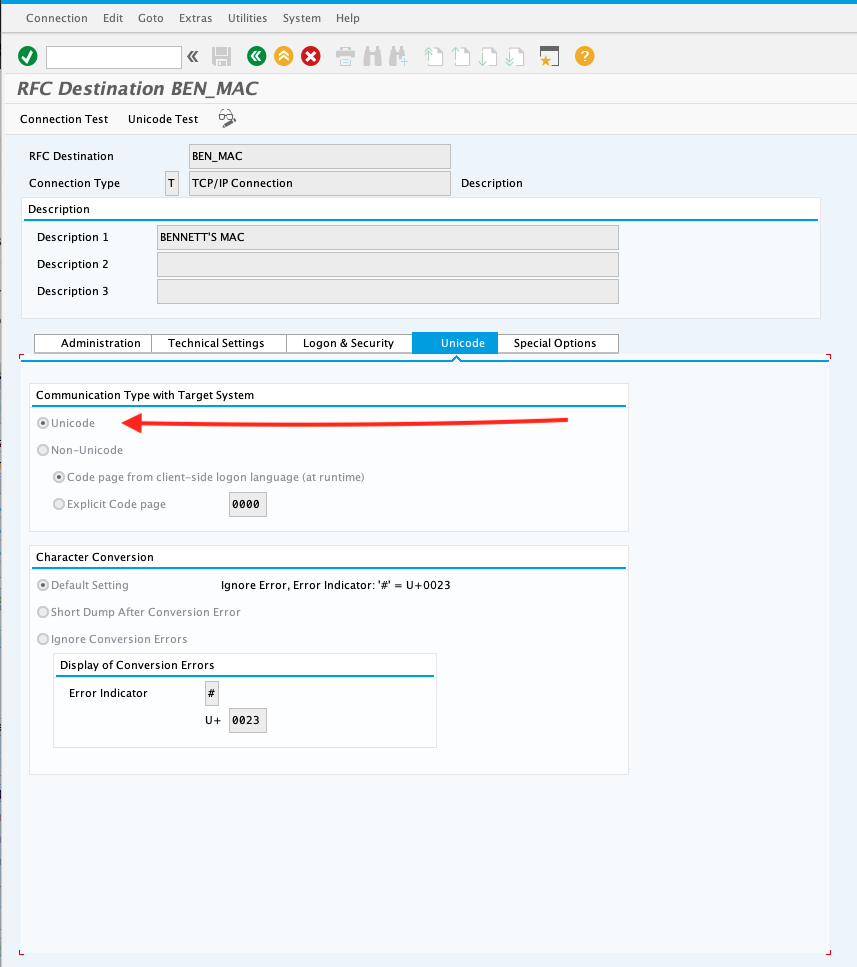 Connection Edit Goto Extras Utilities System Help
RFC Destination BEN_MAC
Connection Test Unicode Test
RFC Destination BEN_MAC
Connection Type T TCP/IP Connection Description
Description
Description 1 BENNETT'S MAC
Description 2
Description 3
Administration Technical Settings Logon & Security Unicode Special Options
Communication Type with Target System
Unicode
Non-Unicode
Code page from client-side logon language (at runtime)
Explicit Code page 0000
Character Conversion
Default Setting Ignore Error, Error Indicator: '#' = U+0023
Short Dump After Conversion Error
Ignore Conversion Errors
Display of Conversion Errors
Error Indicator #
U+ 0023